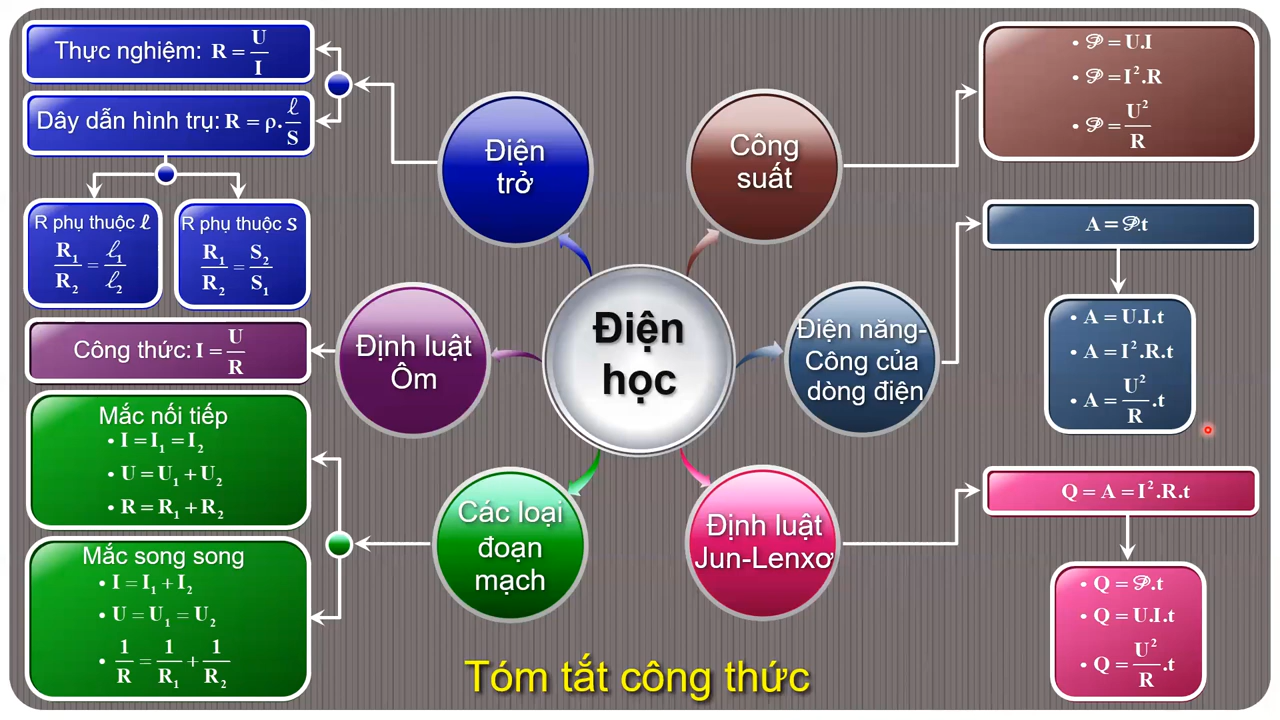 Thực nghiệm: R = U/I
Dây dẫn hình trụ: R = ρ.ℓ/S
R phụ thuộc ℓ
R₁/R₂ = ℓ₁/ℓ₂
R phụ thuộc S
R₁/R₂ = S₂/S₁
Công thức: I = U/R
Mắc nối tiếp
• I = I₁ = I₂
• U = U₁ + U₂
• R = R₁ + R₂
Mắc song song
• I = I₁ + I₂
• U = U₁ = U₂
• 1/R = 1/R₁ + 1/R₂
Điện
trở
Định luật
Ôm
Các loại
đoạn
mạch
Điện
học
Công
suất
Điện năng-
Công của
dòng điện
Định luật
Jun-Lenxơ
• 𝒫 = U.I
• 𝒫 = I².R
• 𝒫 = U²/R
A = 𝒫.t
• A = U.I.t
• A = I².R.t
• A = U²/R.t
Q = A = I².R.t
• Q = 𝒫.t
• Q = U.I.t
• Q = U²/R.t
Tóm tắt công thức